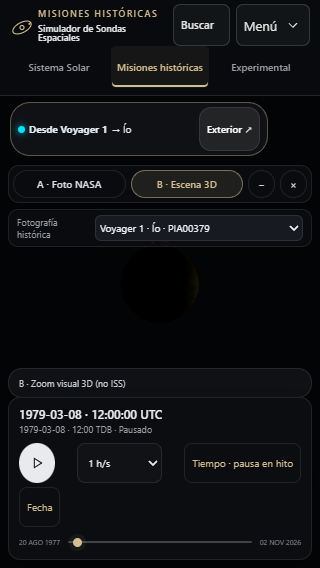 MISIONES HISTÓRICAS
Simulador de Sondas
Espaciales
Buscar
Menú
Sistema Solar
Misiones históricas
Experimental
Desde Voyager 1 → Ío
Exterior ↗
A · Foto NASA
B · Escena 3D
−
×
Fotografía
histórica
Voyager 1 · Ío · PIA00379
B · Zoom visual 3D (no ISS)
1979-03-08 · 12:00:00 UTC
1979-03-08 · 12:00 TDB · Pausado
1 h/s
Tiempo · pausa en hito
Fecha
20 AGO 1977
02 NOV 2026